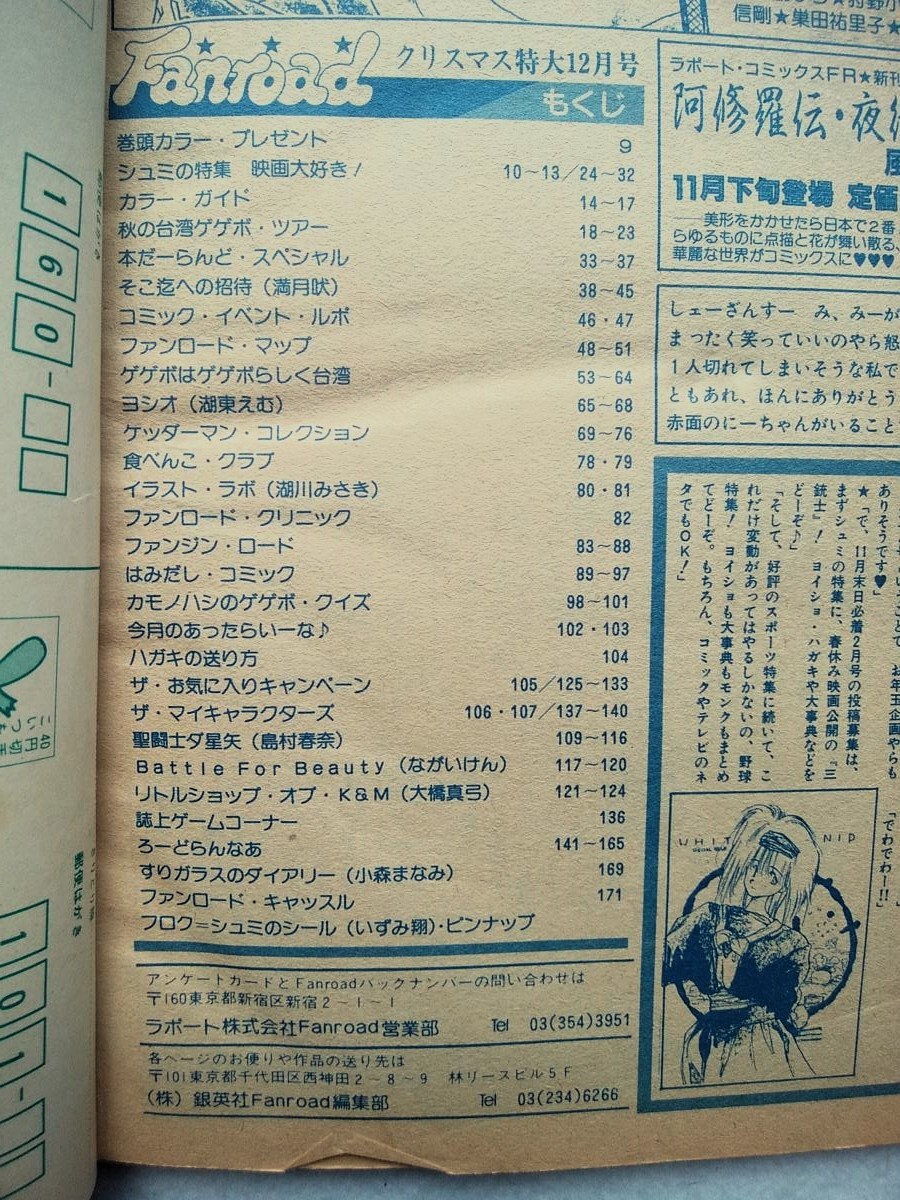 信剛★巣田祐里子★
Fanroad
クリスマス特大12月号
もくじ
巻頭カラー・プレゼント 9
シュミの特集 映画大好き! 10～13/24～32
カラー・ガイド 14～17
秋の台湾ゲゲボ・ツアー 18～23
本だーらんど・スペシャル 33～37
そこ迄への招待(満月吠) 38～45
コミック・イベント・ルポ 46・47
ファンロード・マップ 48～51
ゲゲボはゲゲボらしく台湾 53～64
ヨシオ(湖東えむ) 65～68
ケッダーマン・コレクション 69～76
食べんこ・クラブ 78・79
イラスト・ラボ(湖川みさき) 80・81
ファンロード・クリニック 82
ファンジン・ロード 83～88
はみだし・コミック 89～97
カモノハシのゲゲボ・クイズ 98～101
今月のあったらいーな♪ 102・103
ハガキの送り方 104
ザ・お気に入りキャンペーン 105/125～133
ザ・マイキャラクターズ 106・107/137～140
聖闘士ダ星矢(島村春奈) 109～116
Battle For Beauty(ながいけん) 117～120
リトルショップ・オブ・K&M(大橋真弓) 121～124
誌上ゲームコーナー 136
ろーどらんなあ 141～165
すりガラスのダイアリー(小森まなみ) 169
ファンロード・キャッスル 171
フロク=シュミのシール(いずみ翔)・ピンナップ
アンケートカードとFanroadバックナンバーの問い合わせは
〒160東京都新宿区新宿2-1-1
ラポート株式会社Fanroad営業部 Tel 03(354)3951
各ページのお便りや作品の送り先は
〒101東京都千代田区西神田2-8-9 林リースビル5F
(株)銀英社Fanroad編集部 Tel 03(234)6266
ラポート・コミックスFR★新刊
阿修羅伝・夜
11月下旬登場 定価
──美形をかかせたら日本で2番
らゆるものに点描と花が舞い散る、
華麗な世界がコミックスに♥♥♥
しェーざんすー み、みーが
まったく笑っていいのやら怒
1人切れてしまいそうな私で
ともあれ、ほんにありがとう
赤面のにーちゃんがいること
お年玉企画やらも
ありそうです♥
★「で、11月末日必着2月号の投稿募集は、
まずシュミの特集に、春休み映画公開の『三
銃士』! ヨイショ・ハガキや大事典などを
どーぞ♪」
「そして、好評のスポーツ特集に続いて、こ
れだけ変動があってはやるしかないの、野球
特集! ヨイショも大事典もモンクもまとめ
てどーぞ。もちろん、コミックやテレビのネ
タでもOK!」
「でわでわー!!」
160-
40円切手
101-